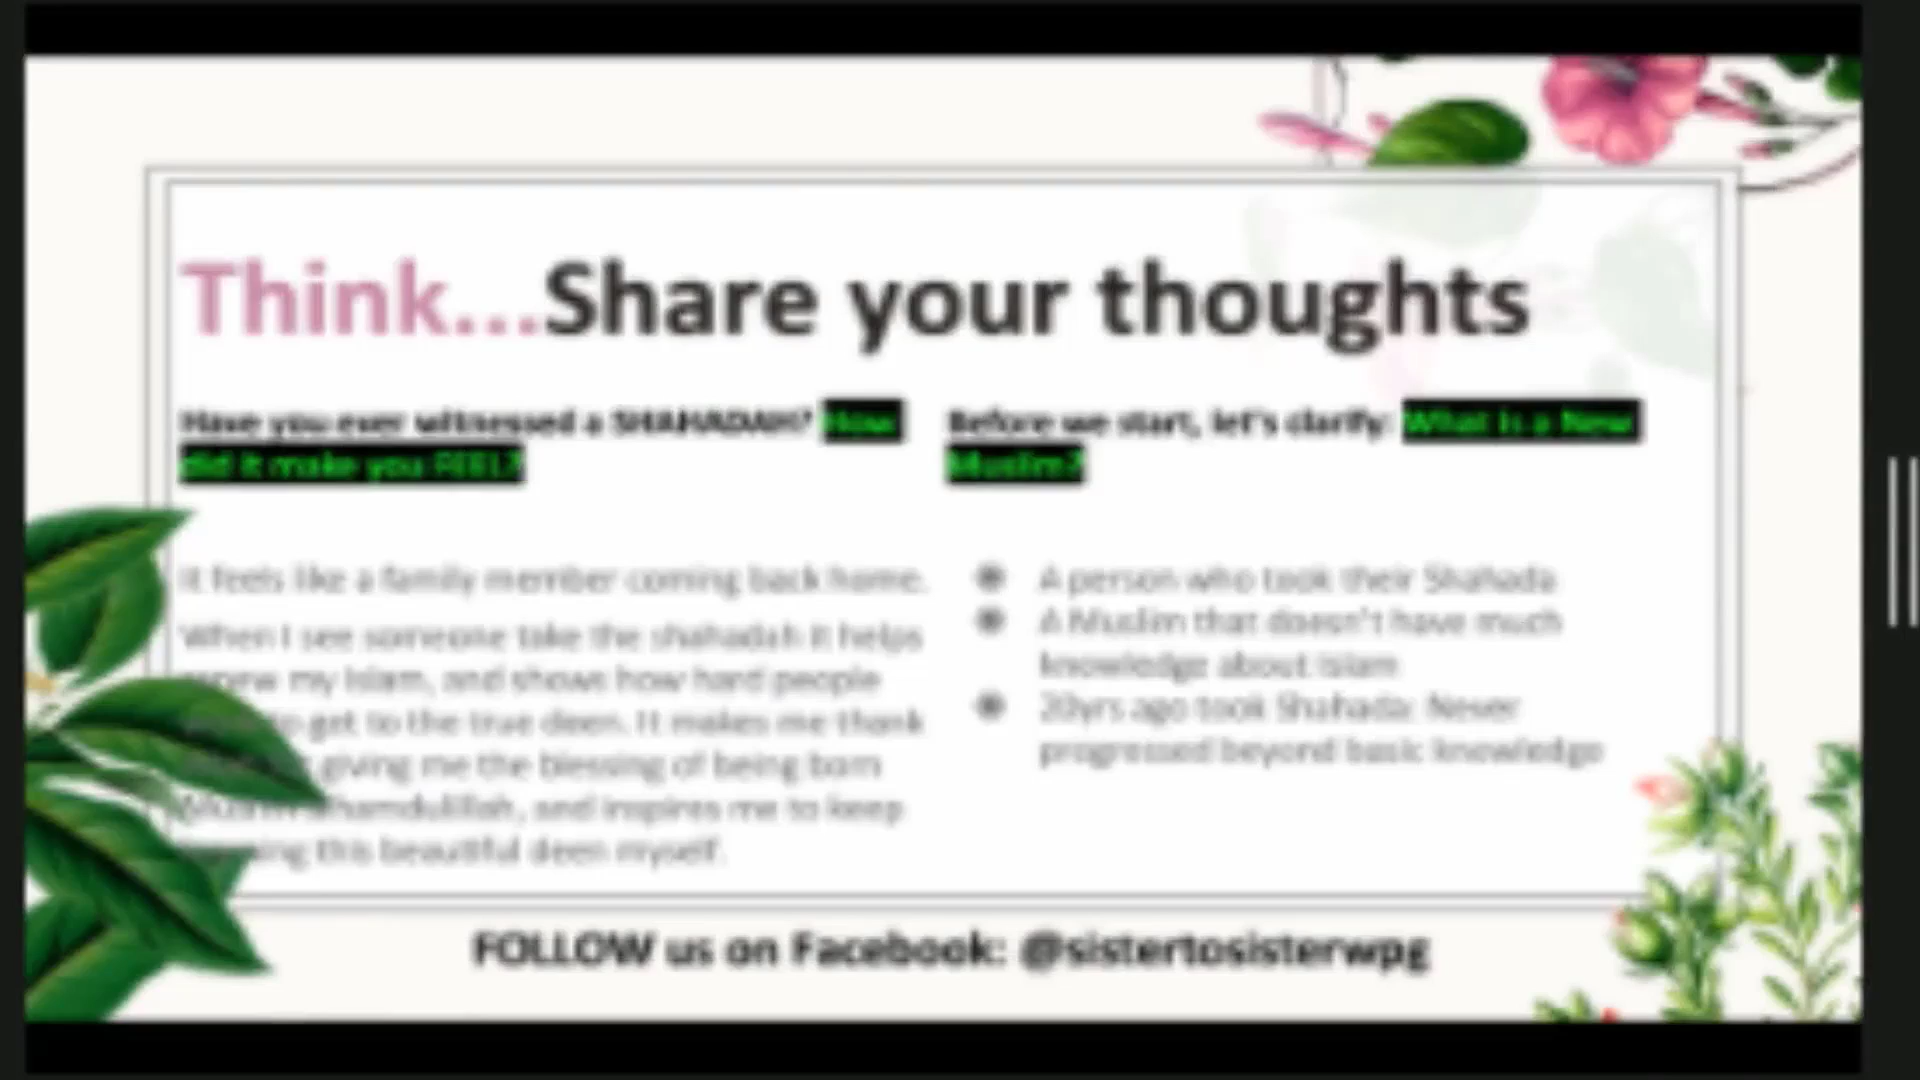 Think...Share your thoughts
Have you ever witnessed a SHAHADAH? How
did it make you FEEL?
It feels like a family member coming back home.
When I see someone take the shahadah it helps
my Islam, and shows how hard people
to get to the true deen. It makes me thank
giving me the blessing of being born
and inspires me to keep
this beautiful deen myself.
Before we start, let's clarify: What is a New
Muslim?
A person who took their Shahada
A Muslim that doesn't have much
knowledge about Islam
20yrs ago took Shahada: Never
progressed beyond basic knowledge
FOLLOW us on Facebook: @sistertosisterwpg